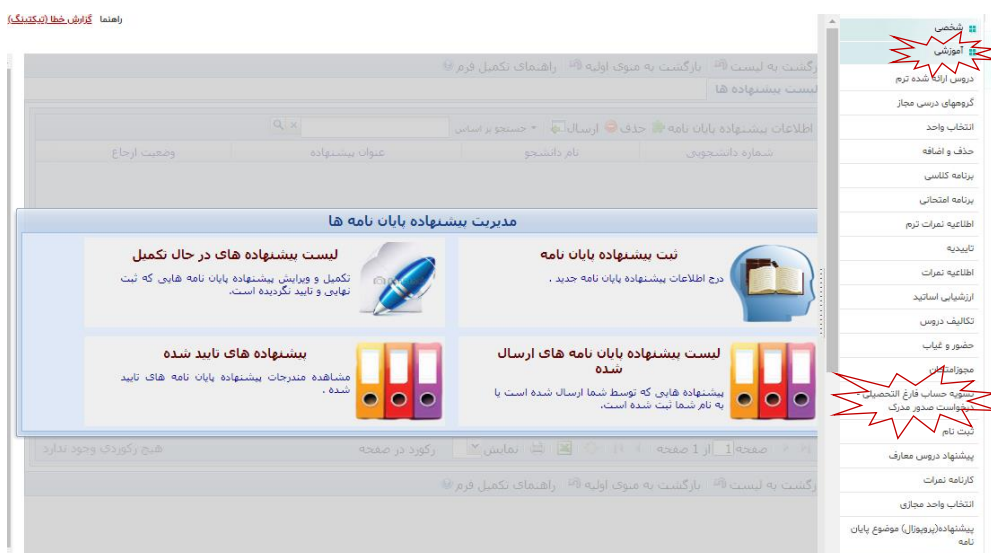 راهنما گزارش خطا (تیکتینگ)
شخصی
آموزشی
دروس ارائه شده ترم
گروههای درسی مجاز
انتخاب واحد
حذف و اضافه
برنامه کلاسی
برنامه امتحانی
اطلاعیه نمرات ترم
تاییدیه
اطلاعیه نمرات
ارزشیابی اساتید
تکالیف دروس
حضور و غیاب
مجوزامتحان
تسویه حساب فارغ التحصیلی -
درخواست صدور مدرک
ثبت نام
پیشنهاد دروس معارف
کارنامه نمرات
انتخاب واحد مجازی
پیشنهاده(پروپوزال) موضوع پایان
نامه
بازگشت به لیست بازگشت به منوی اولیه راهنمای تکمیل فرم
لیست پیشنهاده ها
اطلاعات پیشنهاده پایان نامه حذف ارسال جستجو بر اساس
شماره دانشجویی نام دانشجو عنوان پیشنهاده وضعیت ارجاع
مدیریت پیشنهاده پایان نامه ها
ثبت پیشنهاده پایان نامه
درج اطلاعات پیشنهاده پایان نامه جدید .
لیست پیشنهاده های در حال تکمیل
تکمیل و ویرایش پیشنهاده پایان نامه هایی که ثبت
نهایی و تایید نگردیده است.
لیست پیشنهاده پایان نامه های ارسال
شده
پیشنهاده هایی که توسط شما ارسال شده است یا
به نام شما ثبت شده است.
پیشنهاده های تایید شده
مشاهده مندرجات پیشنهاده پایان نامه های تایید
شده .
صفحه 1 از 1 صفحه نمایش رکورد در صفحه هیچ رکوردی وجود ندارد
بازگشت به لیست بازگشت به منوی اولیه راهنمای تکمیل فرم